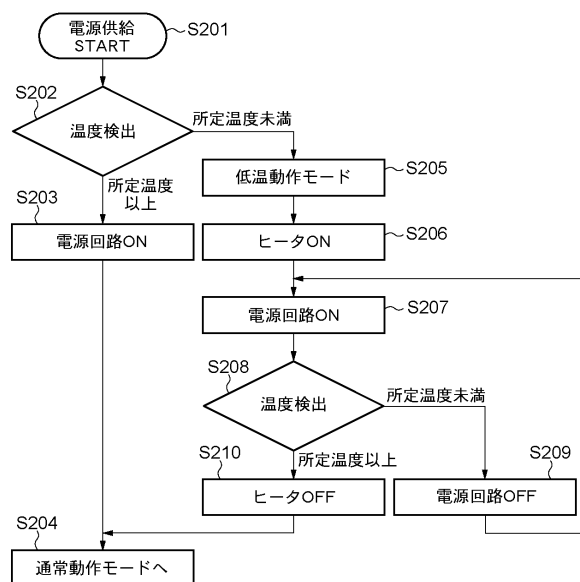 電源供給
START
S201
S202
温度検出
所定温度未満
所定温度
以上
S203
電源回路ON
低温動作モード
S205
ヒータON
S206
電源回路ON
S207
S208
温度検出
所定温度未満
所定温度以上
S210
ヒータOFF
S209
電源回路OFF
S204
通常動作モードへ